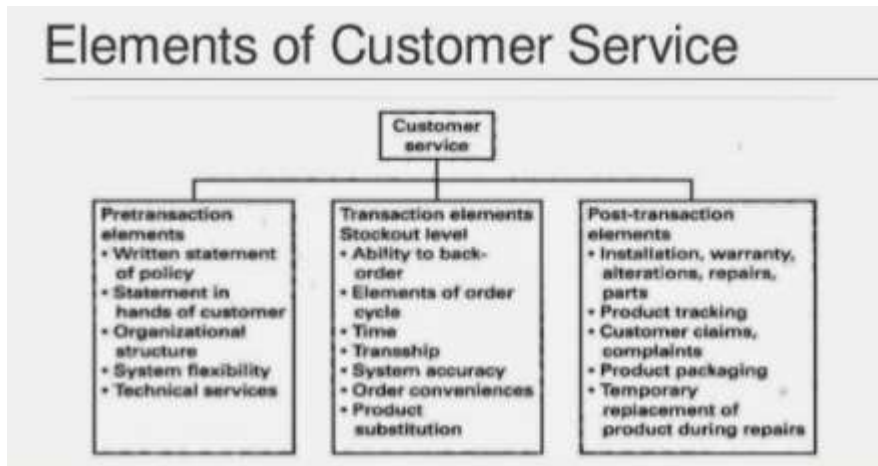 Elements of Customer Service
Customer
service
Pretransaction
elements
• Written statement
of policy
• Statement in
hands of customer
• Organizational
structure
• System flexibility
• Technical services
Transaction elements
Stockout level
• Ability to back-
order
• Elements of order
cycle
• Time
• Transship
• System accuracy
• Order conveniences
• Product
substitution
Post-transaction
elements
• Installation, warranty,
alterations, repairs,
parts
• Product tracking
• Customer claims,
complaints
• Product packaging
• Temporary
replacement of
product during repairs